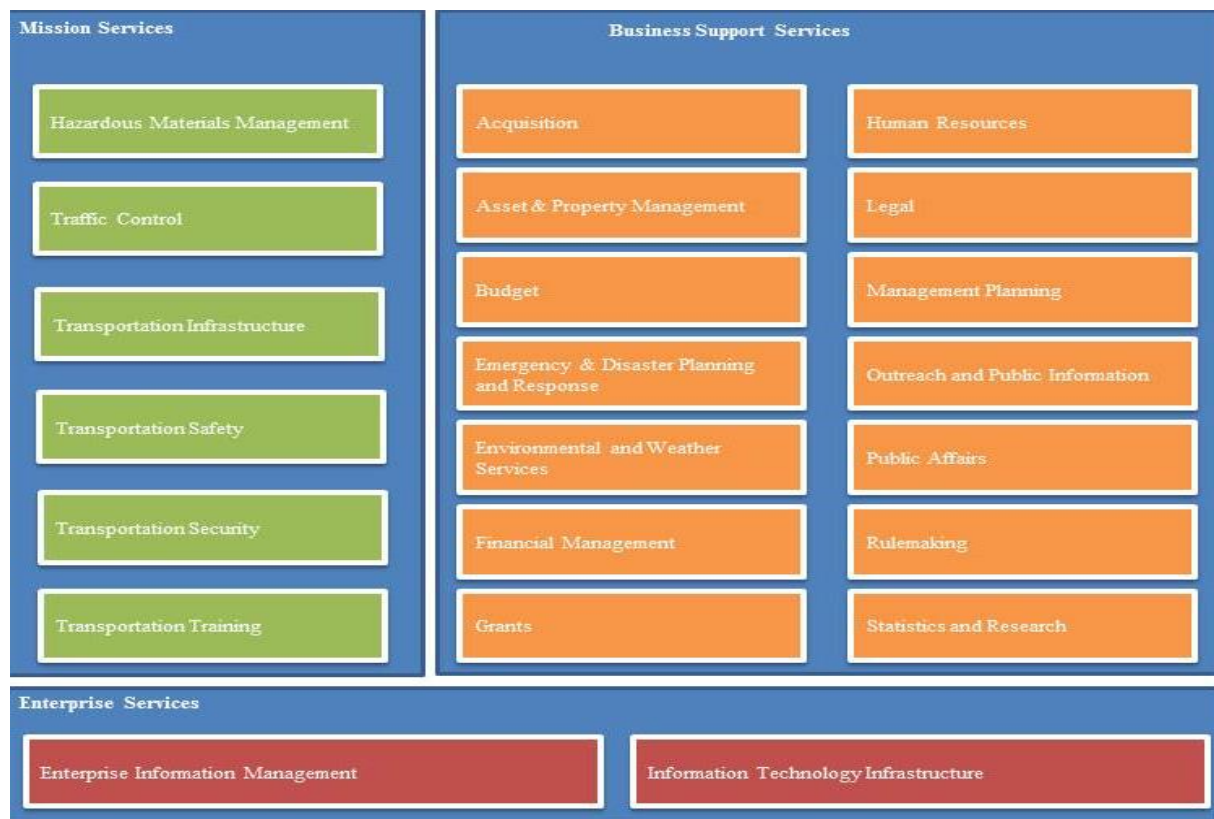 Mission Services
Hazardous Materials Management
Traffic Control
Transportation Infrastructure
Transportation Safety
Transportation Security
Transportation Training
Business Support Services
Acquisition
Asset & Property Management
Budget
Emergency & Disaster Planning
and Response
Environmental and Weather
Services
Financial Management
Grants
Human Resources
Legal
Management Planning
Outreach and Public Information
Public Affairs
Rulemaking
Statistics and Research
Enterprise Services
Enterprise Information Management
Information Technology Infrastructure